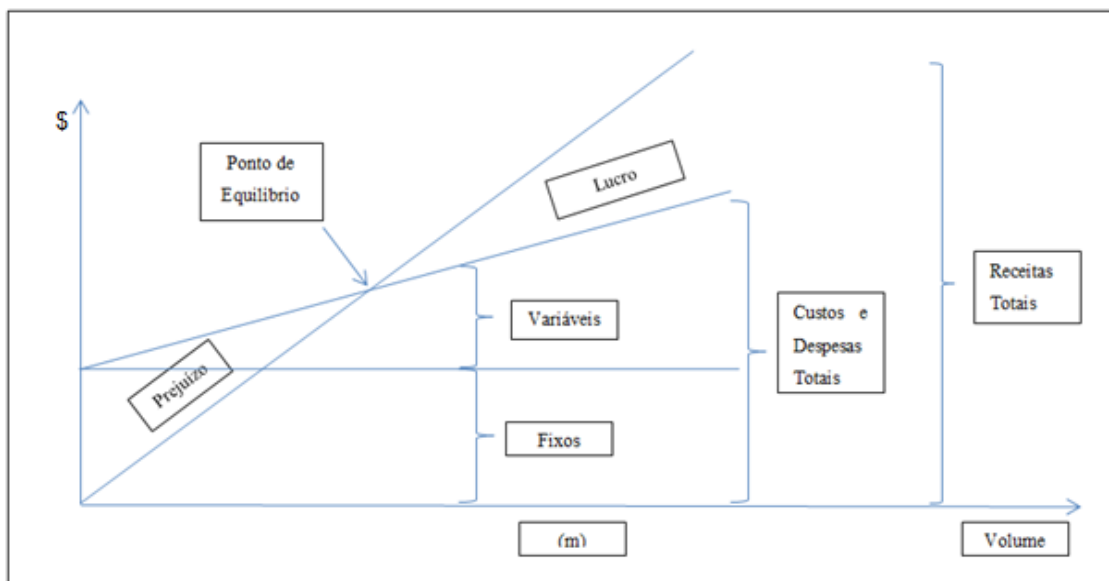 $
Ponto de
Equilíbrio
Lucro
Prejuízo
Variáveis
Fixos
Custos e
Despesas
Totais
Receitas
Totais
(m)
Volume